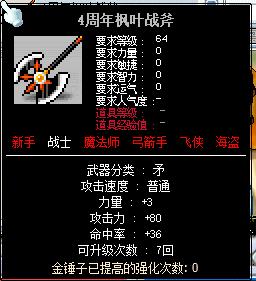 4周年枫叶战斧
要求等级: 64
要求力量: 0
要求敏捷: 0
要求智力: 0
要求运气: 0
要求人气度: -
道具等级: -
道具经验值: -
新手 战士 魔法师 弓箭手 飞侠 海盗
武器分类 : 矛
攻击速度 : 普通
力量 : +3
攻击力 : +80
命中率 : +36
可升级次数 : 7回
金锤子已提高的强化次数: 0